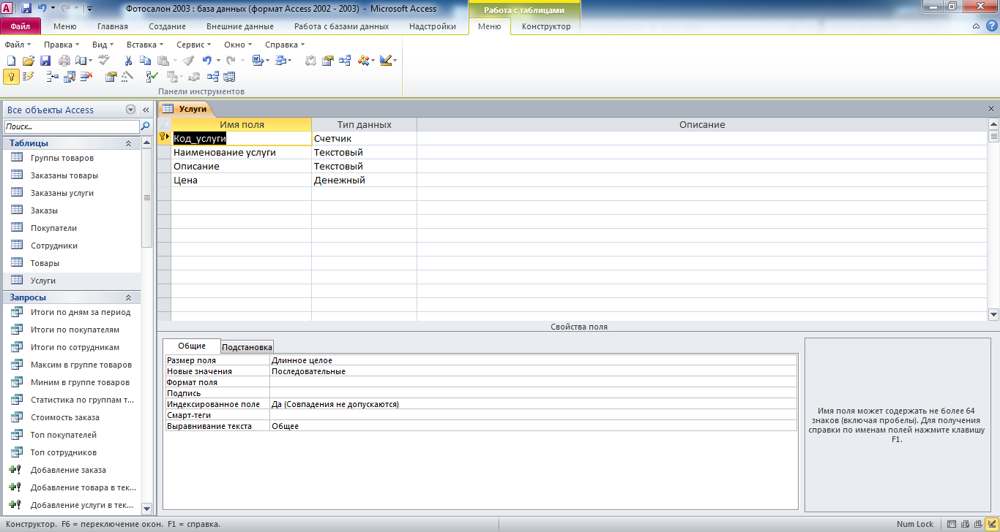 Фотосалон 2003 : база данных (формат Access 2002 - 2003) - Microsoft Access
Работа с таблицами
Файл Меню Главная Создание Внешние данные Работа с базами данных Надстройки Меню Конструктор
Файл Правка Вид Вставка Сервис Окно Справка
Панели инструментов
Все объекты Access
Поиск...
Таблицы
Группы товаров
Заказаны товары
Заказаны услуги
Заказы
Покупатели
Сотрудники
Товары
Услуги
Запросы
Итоги по дням за период
Итоги по покупателям
Итоги по сотрудникам
Максим в группе товаров
Миним в группе товаров
Статистика по группам т...
Стоимость заказа
Топ покупателей
Топ сотрудников
Добавление заказа
Добавление товара в тек...
Добавление услуги в тек...
Услуги
Имя поля Тип данных Описание
Код_услуги Счетчик
Наименование услуги Текстовый
Описание Текстовый
Цена Денежный
Свойства поля
Общие Подстановка
Размер поля Длинное целое
Новые значения Последовательные
Формат поля
Подпись
Индексированное поле Да (Совпадения не допускаются)
Смарт-теги
Выравнивание текста Общее
Имя поля может содержать не более 64
знаков (включая пробелы). Для получения
справки по именам полей нажмите клавишу
F1.
Конструктор. F6 = переключение окон. F1 = справка.
Num Lock